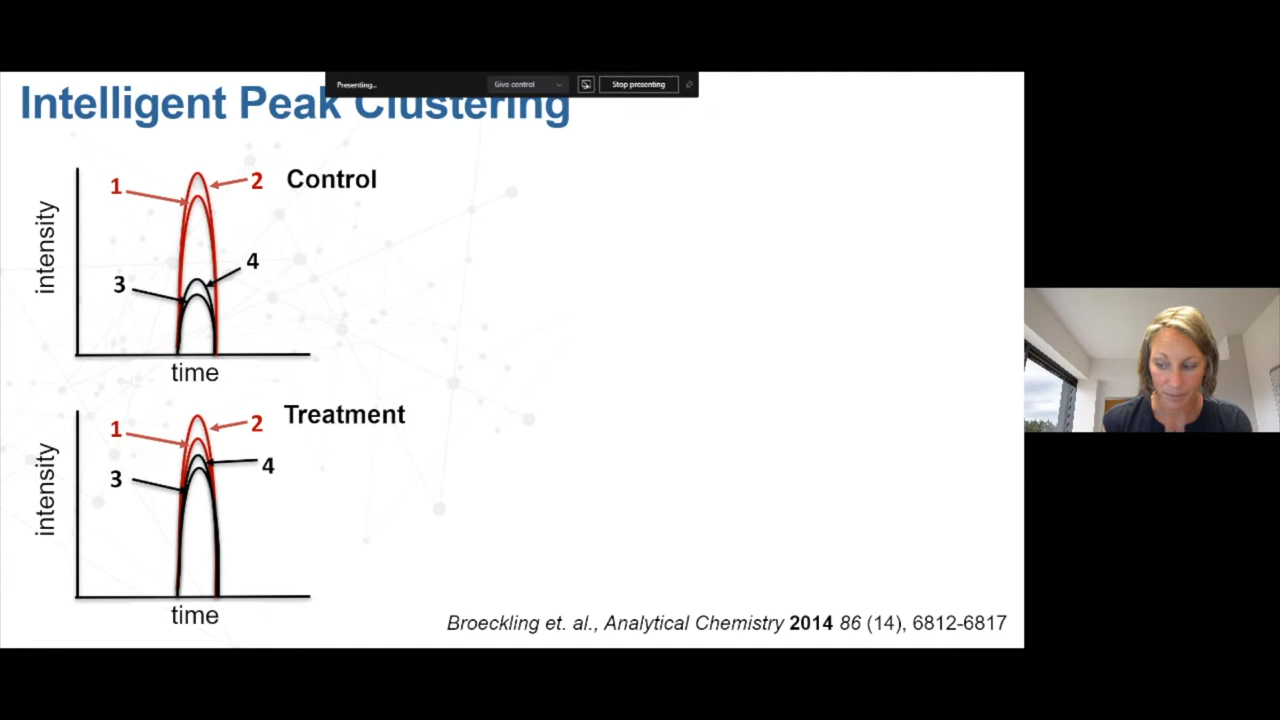 Presenting...
Give control
Stop presenting
Intelligent Peak Clustering
Control
1
2
3
4
intensity
time
Treatment
1
2
3
4
intensity
time
Broeckling et. al., Analytical Chemistry 2014 86 (14), 6812-6817